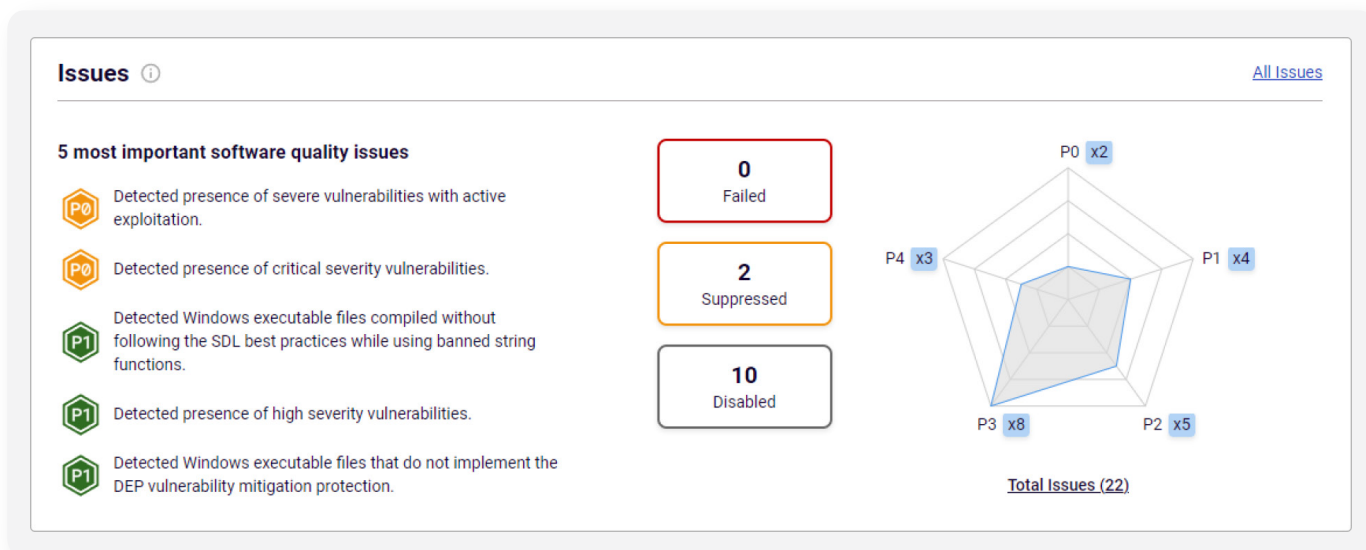 Issues
All Issues
5 most important software quality issues
P0
Detected presence of severe vulnerabilities with active
exploitation.
P0
Detected presence of critical severity vulnerabilities.
P1
Detected Windows executable files compiled without
following the SDL best practices while using banned string
functions.
P1
Detected presence of high severity vulnerabilities.
P1
Detected Windows executable files that do not implement the
DEP vulnerability mitigation protection.
0
Failed
2
Suppressed
10
Disabled
P0 x2
P4 x3
P1 x4
P3 x8
P2 x5
Total Issues (22)